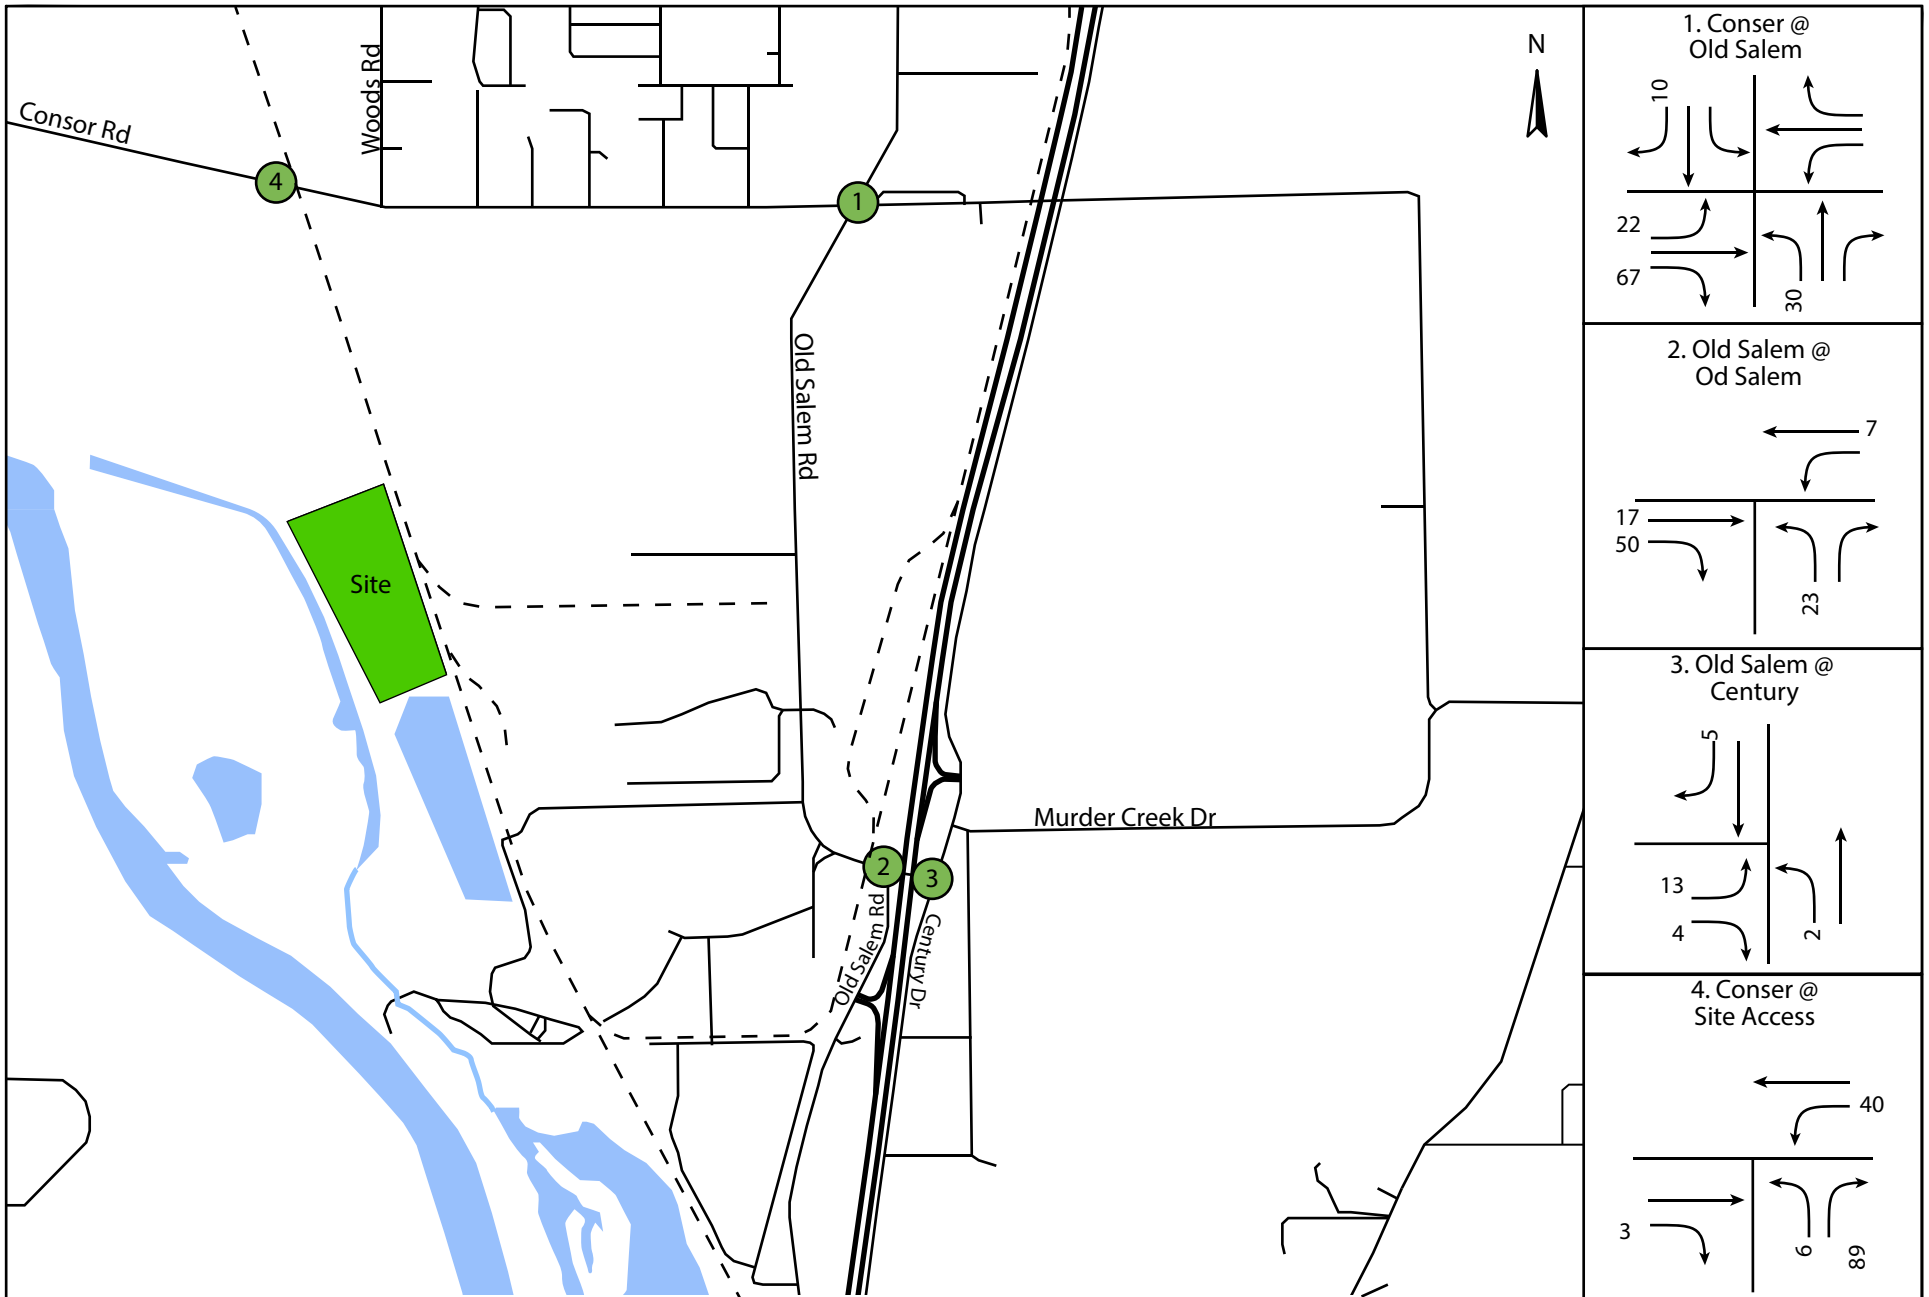 Consor Rd
Woods Rd
4
1
N
Old Salem Rd
Site
Murder Creek Dr
2
3
Old Salem Rd
Century Dr
1. Conser @
Old Salem
10
22
67
30
2. Old Salem @
Od Salem
7
17
50
23
3. Old Salem @
Century
5
13
4
2
4. Conser @
Site Access
40
3
6
89